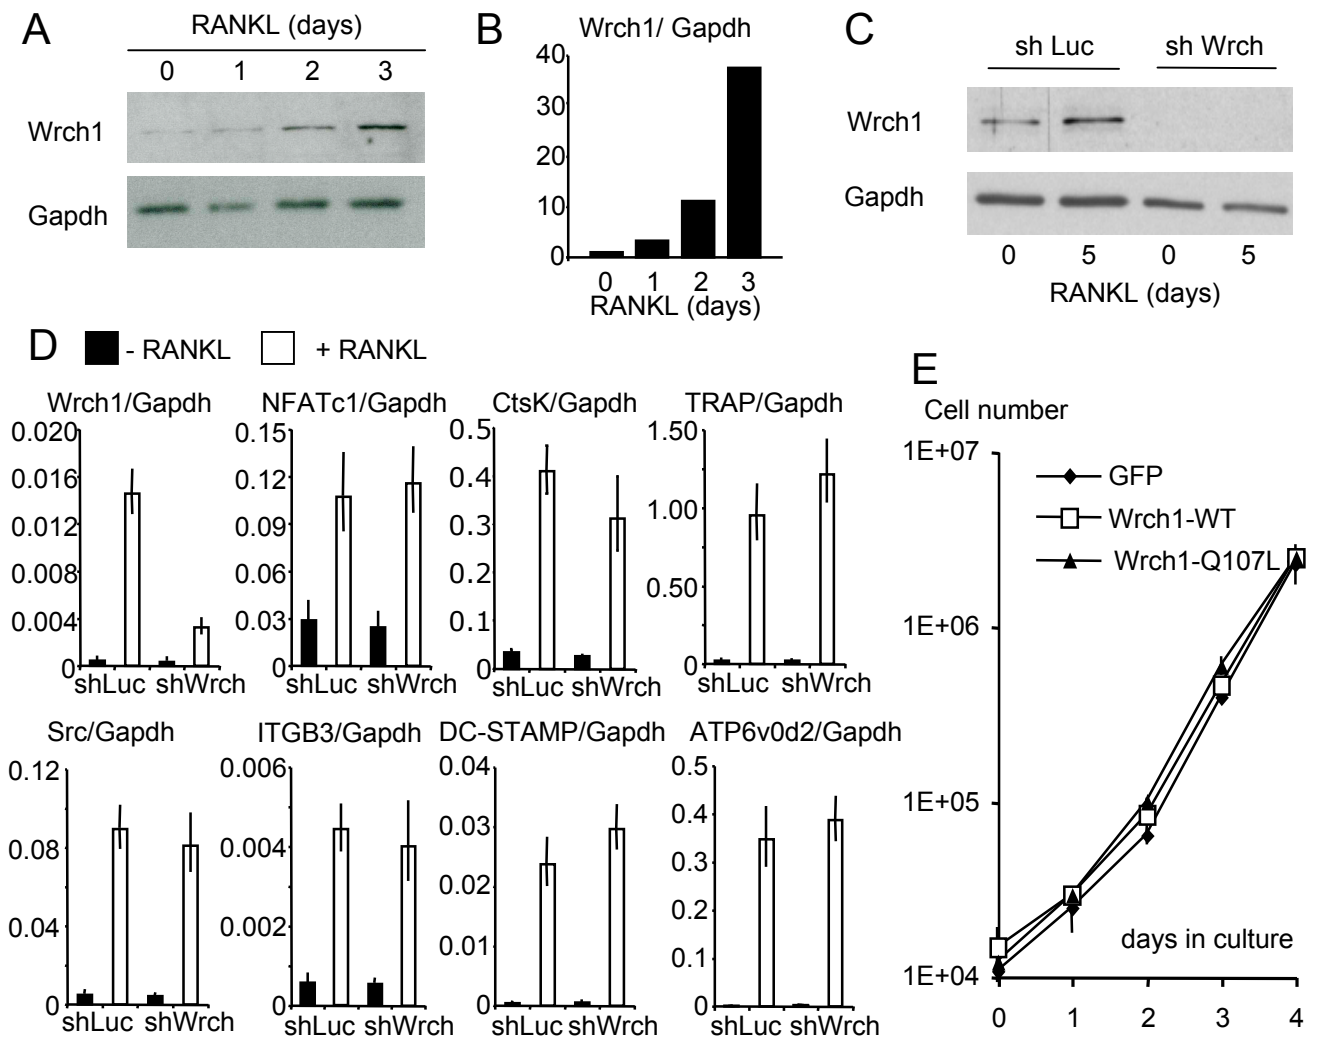 A
RANKL (days)
0 1 2 3
Wrch1
Gapdh
B
Wrch1/ Gapdh
40
30
20
10
0
0 1 2 3
RANKL (days)
C
sh Luc sh Wrch
Wrch1
Gapdh
0 5 0 5
RANKL (days)
D
- RANKL + RANKL
Wrch1/Gapdh
0.020
0.016
0.012
0.008
0.004
0
shLuc shWrch
NFATc1/Gapdh
0.15
0.12
0.09
0.06
0.03
0
shLuc shWrch
CtsK/Gapdh
0.5
0.4
0.3
0.2
0.1
0
shLuc shWrch
TRAP/Gapdh
1.50
1.00
0.50
0
shLuc shWrch
Src/Gapdh
0.12
0.08
0.04
0
shLuc shWrch
ITGB3/Gapdh
0.006
0.004
0.002
0
shLuc shWrch
DC-STAMP/Gapdh
0.04
0.03
0.02
0.01
0
shLuc shWrch
ATP6v0d2/Gapdh
0.5
0.4
0.3
0.2
0.1
0
shLuc shWrch
E
Cell number
1E+07
1E+06
1E+05
1E+04
GFP
Wrch1-WT
Wrch1-Q107L
days in culture
0 1 2 3 4